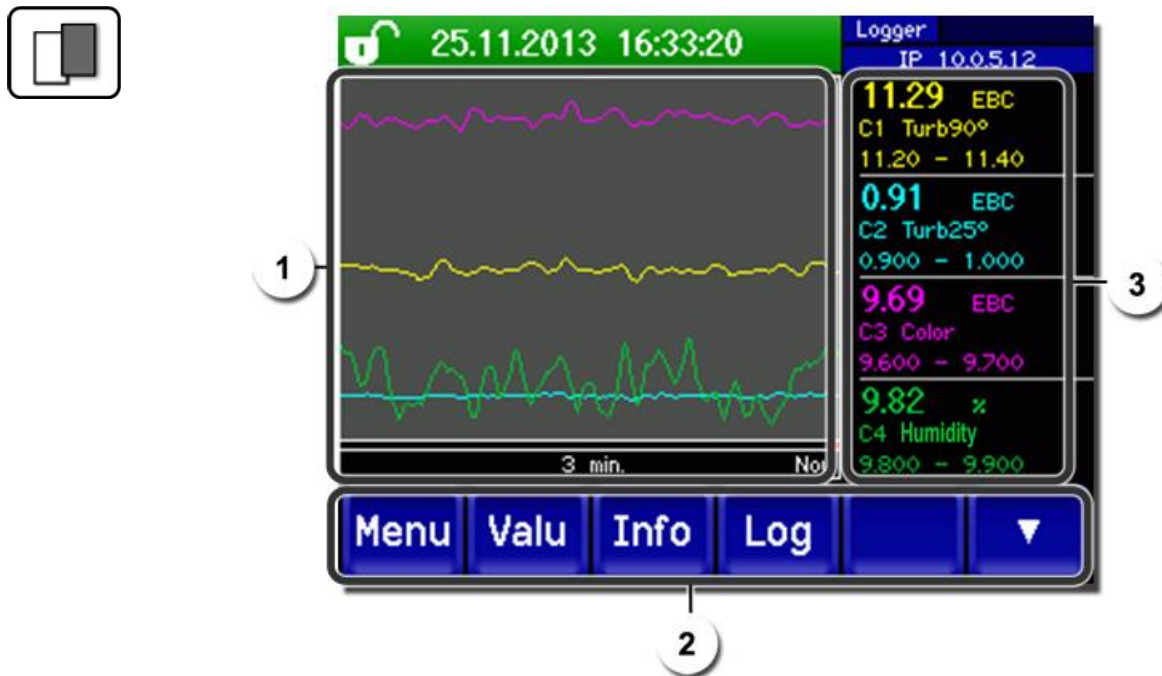 25.11.2013 16:33:20
Logger
IP 10.0.5.12
11.29 EBC
C1 Turb90°
11.20 - 11.40
0.91 EBC
C2 Turb25°
0.900 - 1.000
9.69 EBC
C3 Color
9.600 - 9.700
9.82 %
C4 Humidity
9.800 - 9.900
3 min.
1
3
Menu Valu Info Log ▼
2